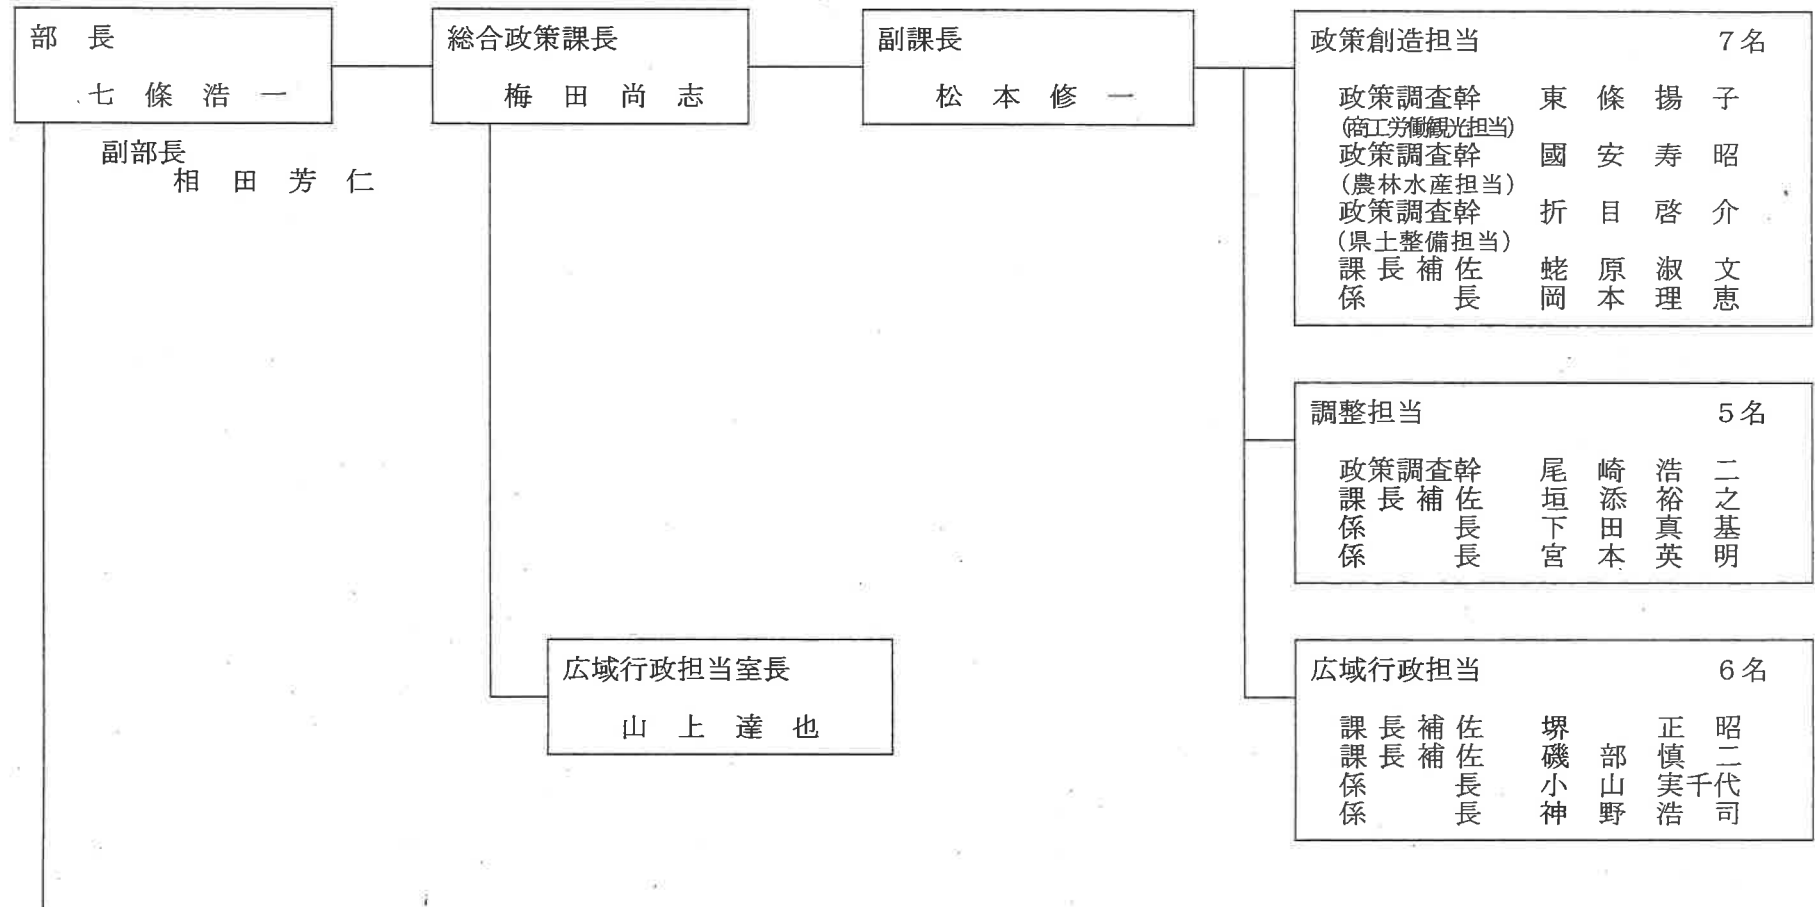 部　長
七　條　浩　一
副部長
相　田　芳　仁
総合政策課長
梅　田　尚　志
副課長
松　本　修　一
広域行政担当室長
山　上　達　也
政策創造担当　7名
政策調査幹　東　條　揚　子
(商工労働観光担当)
政策調査幹　國　安　寿　昭
(農林水産担当)
政策調査幹　折　目　啓　介
(県土整備担当)
課長補佐　蛯　原　淑　文
係　　長　岡　本　理　恵
調整担当　5名
政策調査幹　尾　崎　浩　二
課長補佐　垣　添　裕　之
係　　長　下　田　真　基
係　　長　宮　本　英　明
広域行政担当　6名
課長補佐　堺　　正　昭
課長補佐　磯　部　慎　二
係　　長　小　山　実千代
係　　長　神　野　浩　司